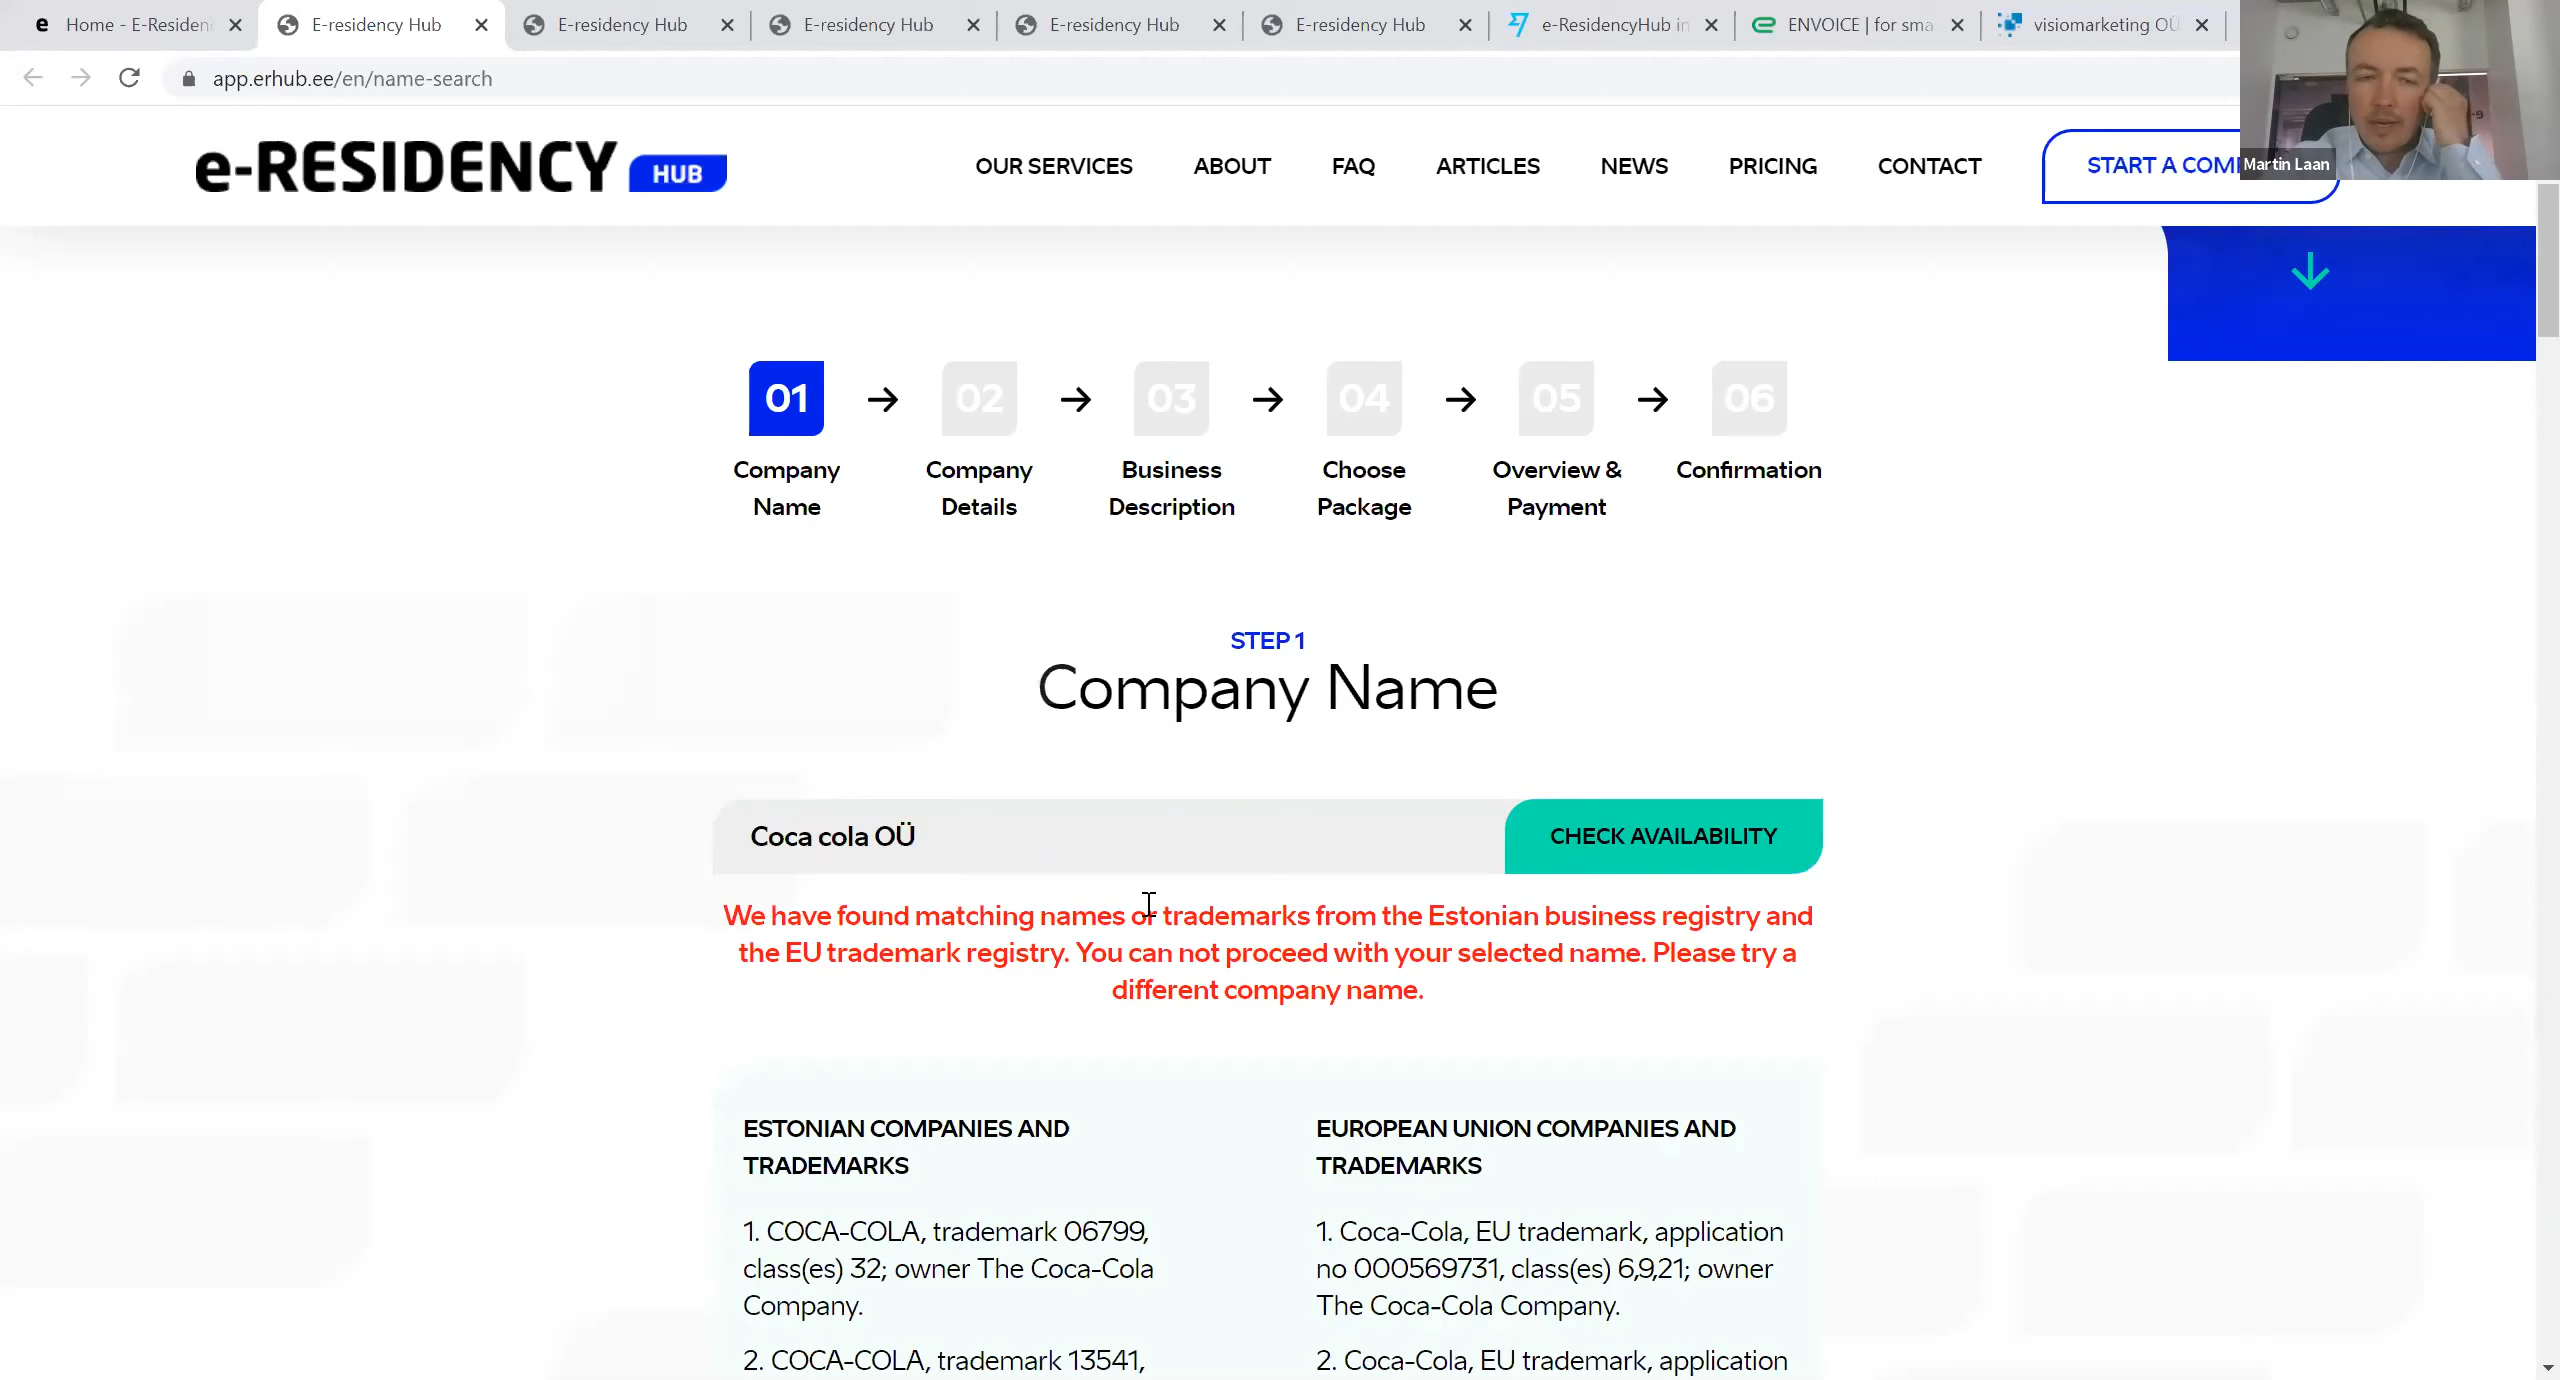 e Home - E-Residen
E-residency Hub
E-residency Hub
E-residency Hub
E-residency Hub
E-residency Hub
e-ResidencyHub in
ENVOICE | for sma
visiomarketing OÜ
app.erhub.ee/en/name-search
e-RESIDENCY HUB
OUR SERVICES
ABOUT
FAQ
ARTICLES
NEWS
PRICING
CONTACT
START A COM
Martin Laan
01
02
03
04
05
06
Company
Name
Company
Details
Business
Description
Choose
Package
Overview &
Payment
Confirmation
STEP 1
Company Name
Coca cola OÜ
CHECK AVAILABILITY
We have found matching names or trademarks from the Estonian business registry and
the EU trademark registry. You can not proceed with your selected name. Please try a
different company name.
ESTONIAN COMPANIES AND
TRADEMARKS
1. COCA-COLA, trademark 06799,
class(es) 32; owner The Coca-Cola
Company.
2. COCA-COLA, trademark 13541,
EUROPEAN UNION COMPANIES AND
TRADEMARKS
1. Coca-Cola, EU trademark, application
no 000569731, class(es) 6,9,21; owner
The Coca-Cola Company.
2. Coca-Cola, EU trademark, application